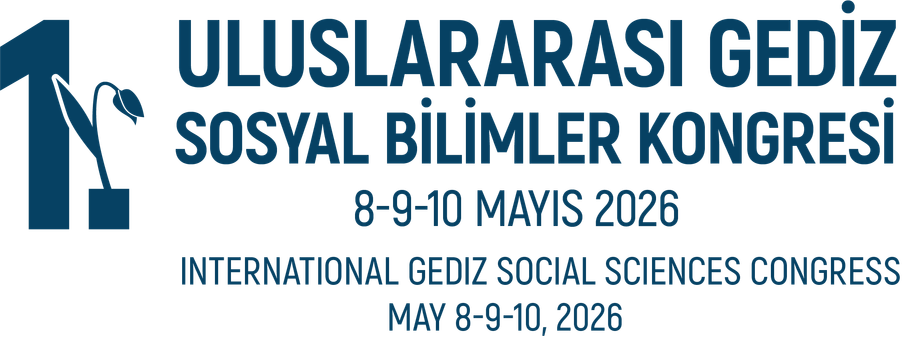 1.
ULUSLARARASI GEDİZ
SOSYAL BİLİMLER KONGRESİ
8-9-10 MAYIS 2026
INTERNATIONAL GEDIZ SOCIAL SCIENCES CONGRESS
MAY 8-9-10, 2026